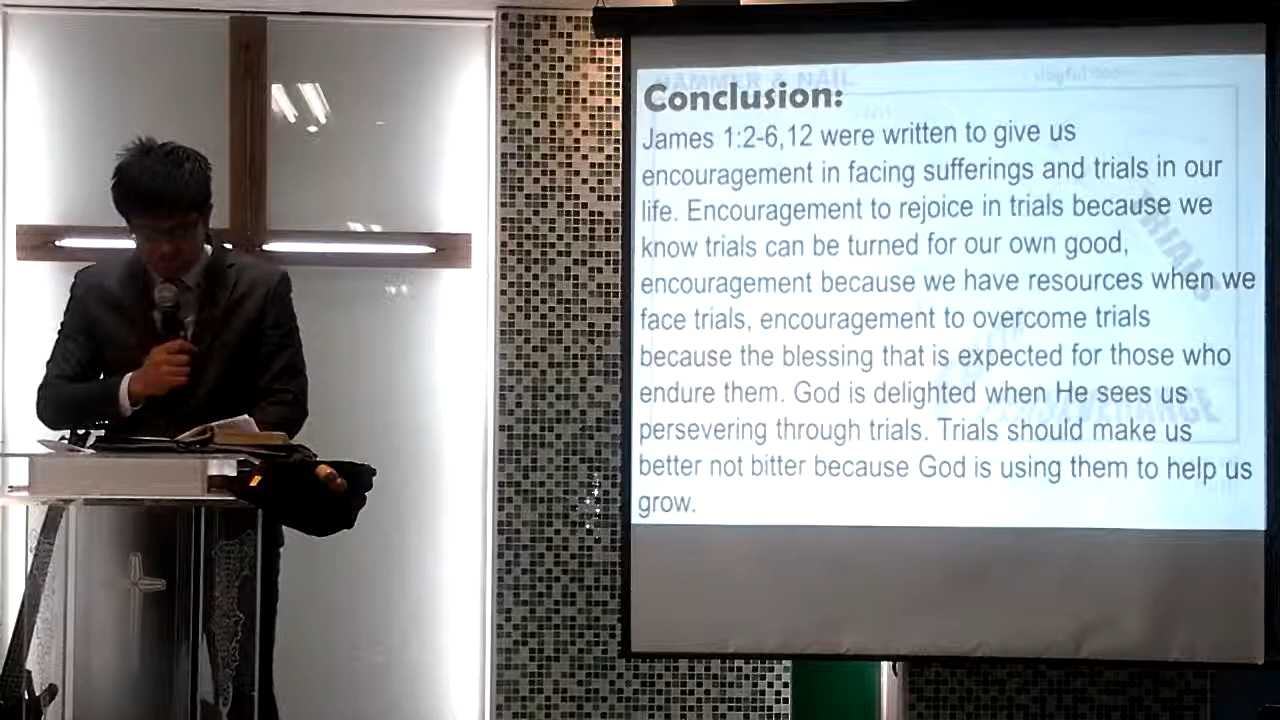 HAMMER & NAIL
Conclusion:
James 1:2-6,12 were written to give us
encouragement in facing sufferings and trials in our
life. Encouragement to rejoice in trials because we
know trials can be turned for our own good,
encouragement because we have resources when we
face trials, encouragement to overcome trials
because the blessing that is expected for those who
endure them. God is delighted when He sees us
persevering through trials. Trials should make us
better not bitter because God is using them to help us
grow.
TRIALS